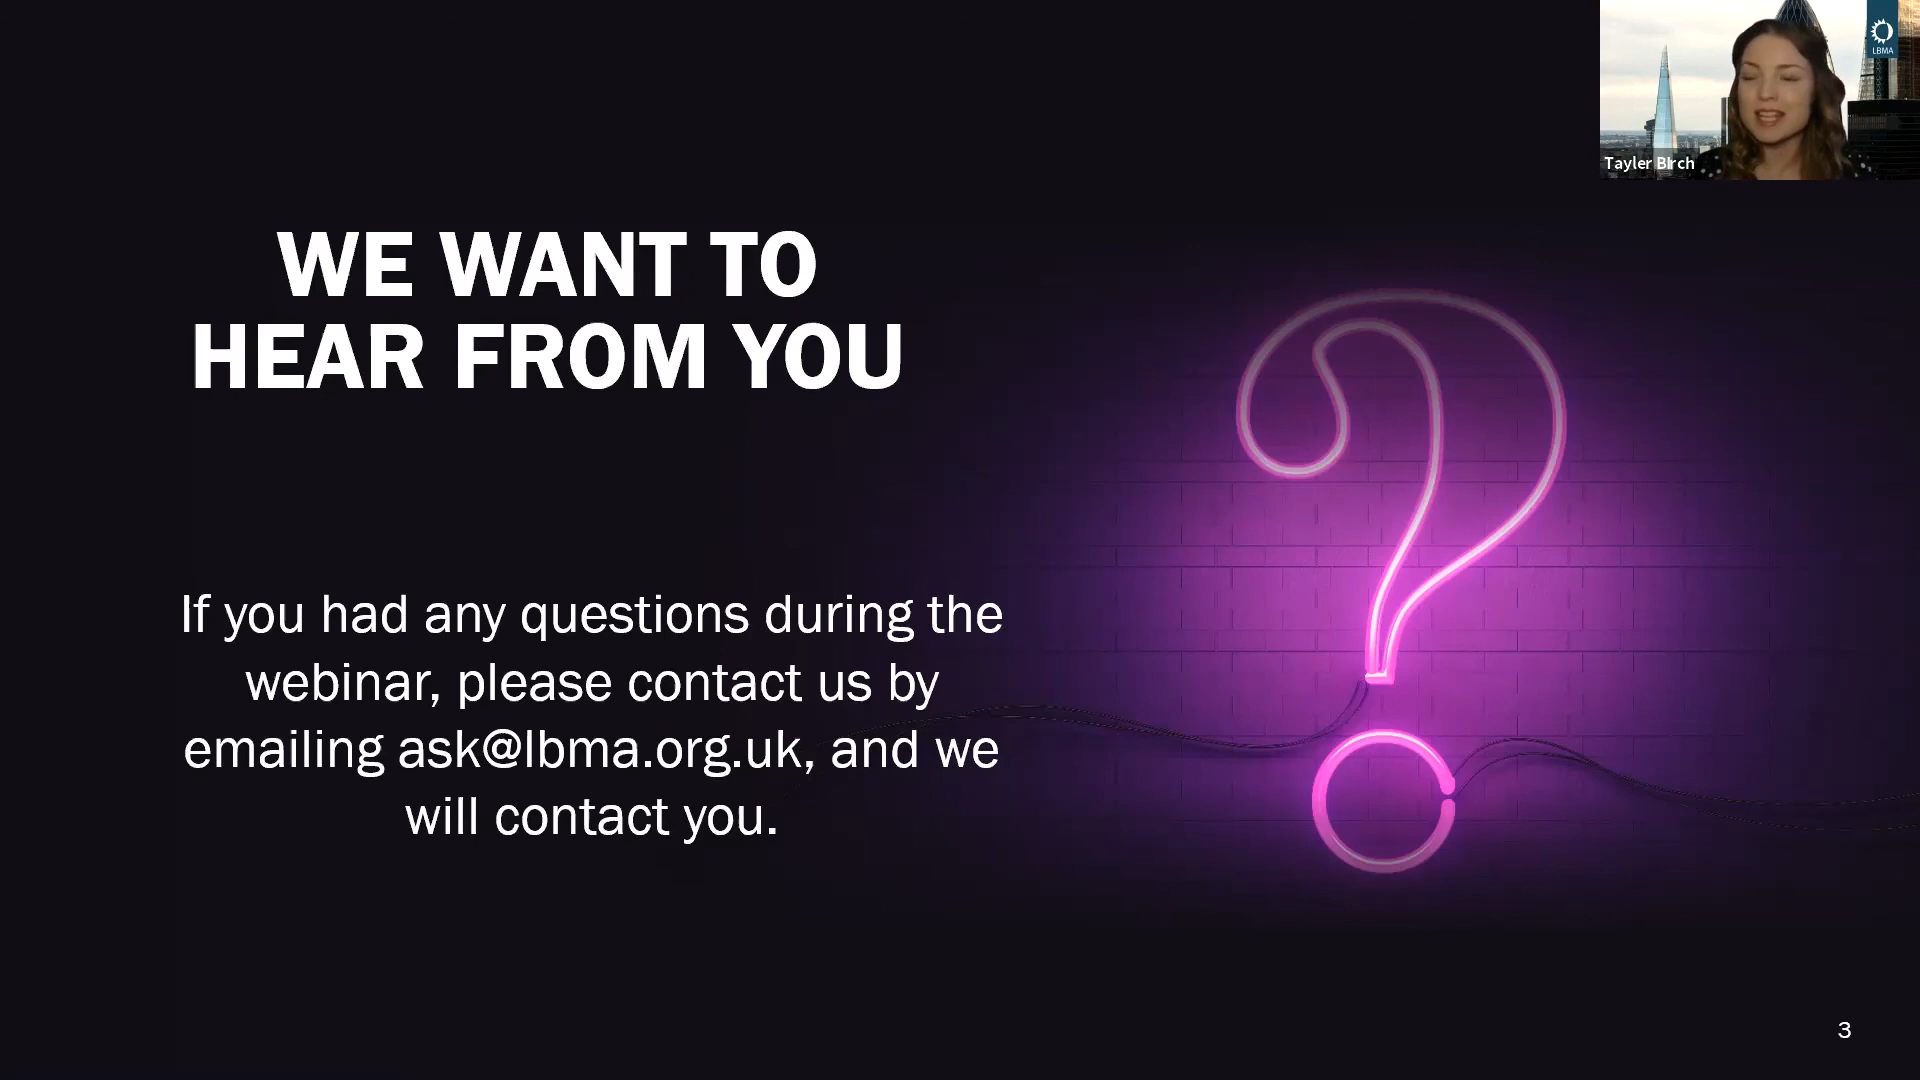 LBMA
Tayler BIrch
WE WANT TO
HEAR FROM YOU
If you had any questions during the
webinar, please contact us by
emailing ask@lbma.org.uk, and we
will contact you.
3